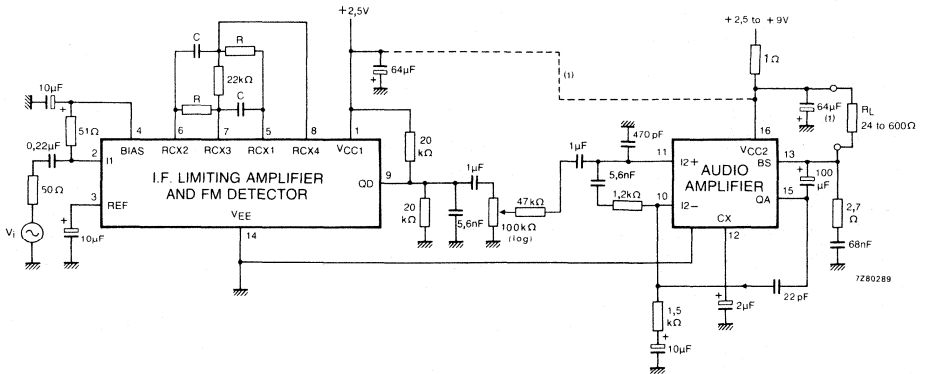 +2,5V
+2,5 to +9V
C
R
1Ω
10µF
+
22kΩ
64µF
+
(1)
R
C
64µF
(1)
+
RL
24 to 600Ω
51Ω
470 pF
0,22µF
4
6
7
5
8
1
20
kΩ
1µF
16
BIAS
RCX2
RCX3
RCX1
RCX4
VCC1
VCC2
2
I1
11
I2+
BS
13
I.F. LIMITING AMPLIFIER
AND FM DETECTOR
QD
9
1µF
5,6nF
1,2kΩ
AUDIO
AMPLIFIER
+
100
µF
50Ω
47kΩ
10
I2−
QA
15
3
REF
VEE
20
kΩ
5,6nF
100kΩ
(log)
CX
2,7
Ω
Vi
+
10µF
14
12
68nF
7Z80289
+
2µF
22 pF
1,5
kΩ
+
10µF